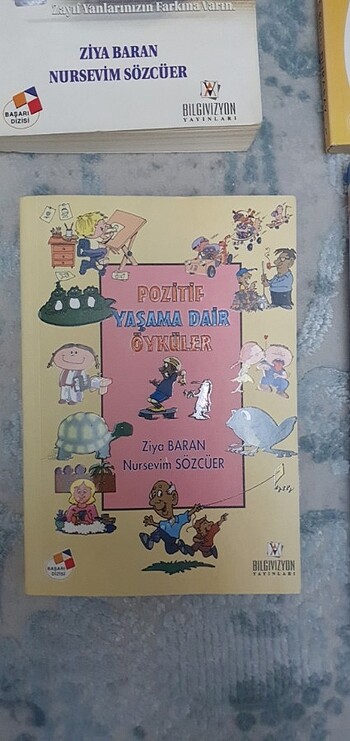 Zayıf Yanlarınızın Farkına Varın.
ZİYA BARAN
NURSEVİM SÖZCÜER
BAŞARI
DİZİSİ
BİLGİVİZYON
YAYINLARI
POZİTİF
YAŞAMA DAİR
ÖYKÜLER
Ziya BARAN
Nursevim SÖZCÜER
BAŞARI
DİZİSİ
BİLGİVİZYON
YAYINLARI